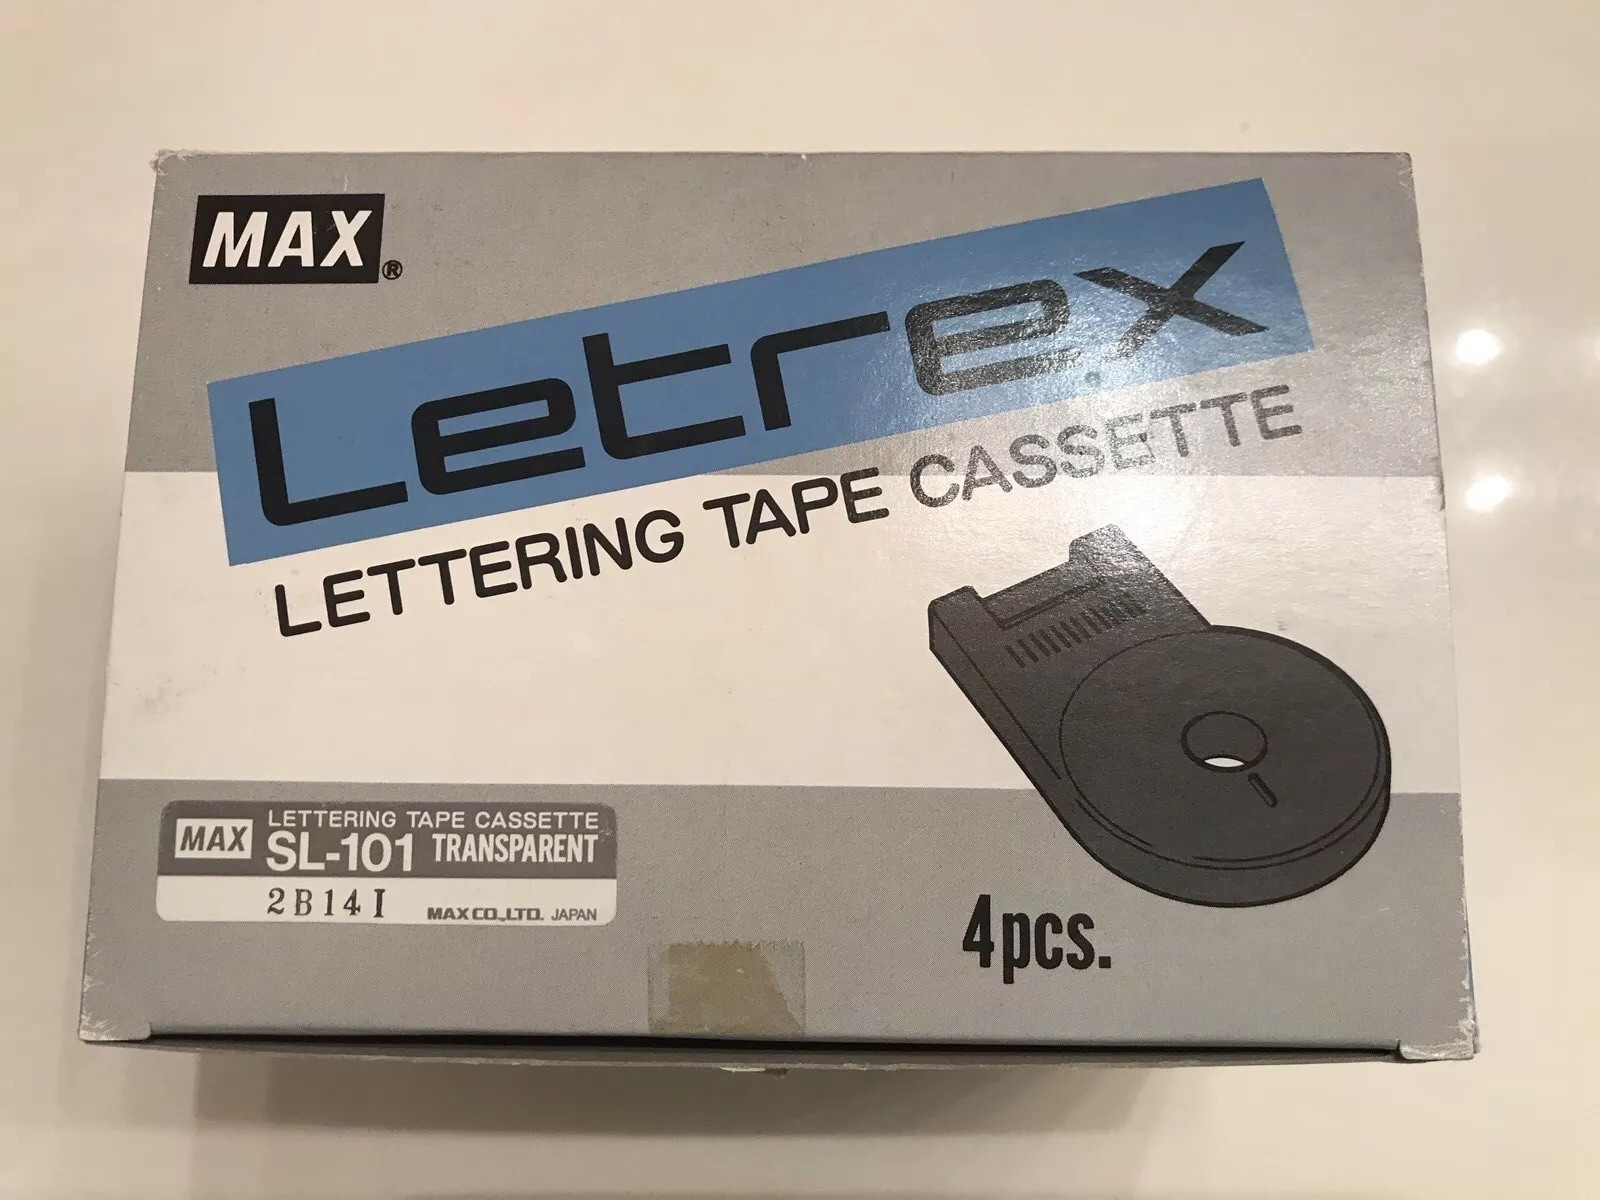 MAX®
Letrex
LETTERING TAPE CASSETTE
MAX LETTERING TAPE CASSETTE
SL-101 TRANSPARENT
2B14I MAX CO.,LTD. JAPAN
4pcs.